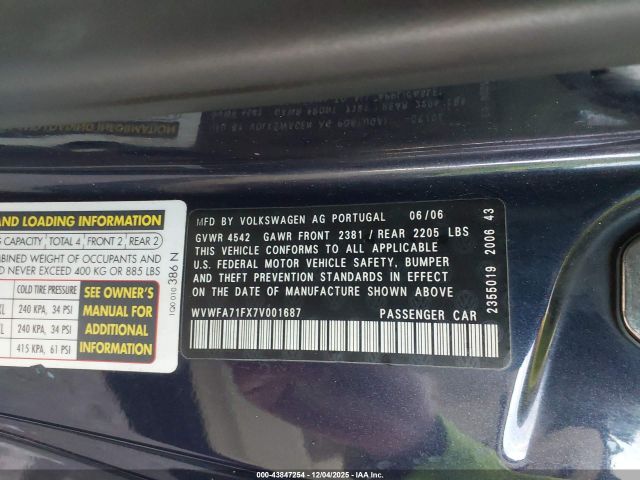 AND LOADING INFORMATION
G CAPACITY TOTAL 4 FRONT 2 REAR 2
BINED WEIGHT OF OCCUPANTS AND
D NEVER EXCEED 400 KG OR 885 LBS
COLD TIRE PRESSURE
240 KPA, 34 PSI
240 KPA, 34 PSI
415 KPA, 61 PSI
SEE OWNER'S
MANUAL FOR
ADDITIONAL
INFORMATION
1Q0 010 386 N
MFD BY VOLKSWAGEN AG PORTUGAL 06/06
GVWR 4542 GAWR FRONT 2381 / REAR 2205 LBS
THIS VEHICLE CONFORMS TO ALL APPLICABLE
U.S. FEDERAL MOTOR VEHICLE SAFETY, BUMPER
AND THEFT PREVENTION STANDARDS IN EFFECT
ON THE DATE OF MANUFACTURE SHOWN ABOVE.
WVWFA71FX7V001687 PASSENGER CAR
2355019 2006 43
000-43847254 - 12/04/2025 - IAA, Inc.